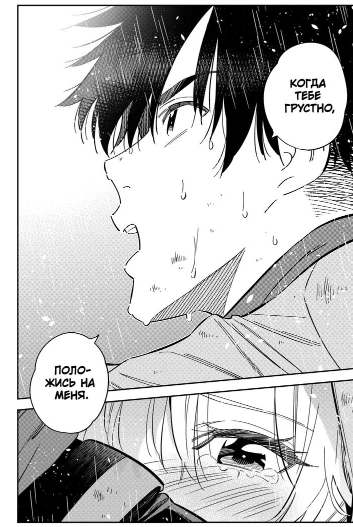 КОГДА
ТЕБЕ
ГРУСТНО,
ПОЛО-
ЖИСЬ НА
МЕНЯ.